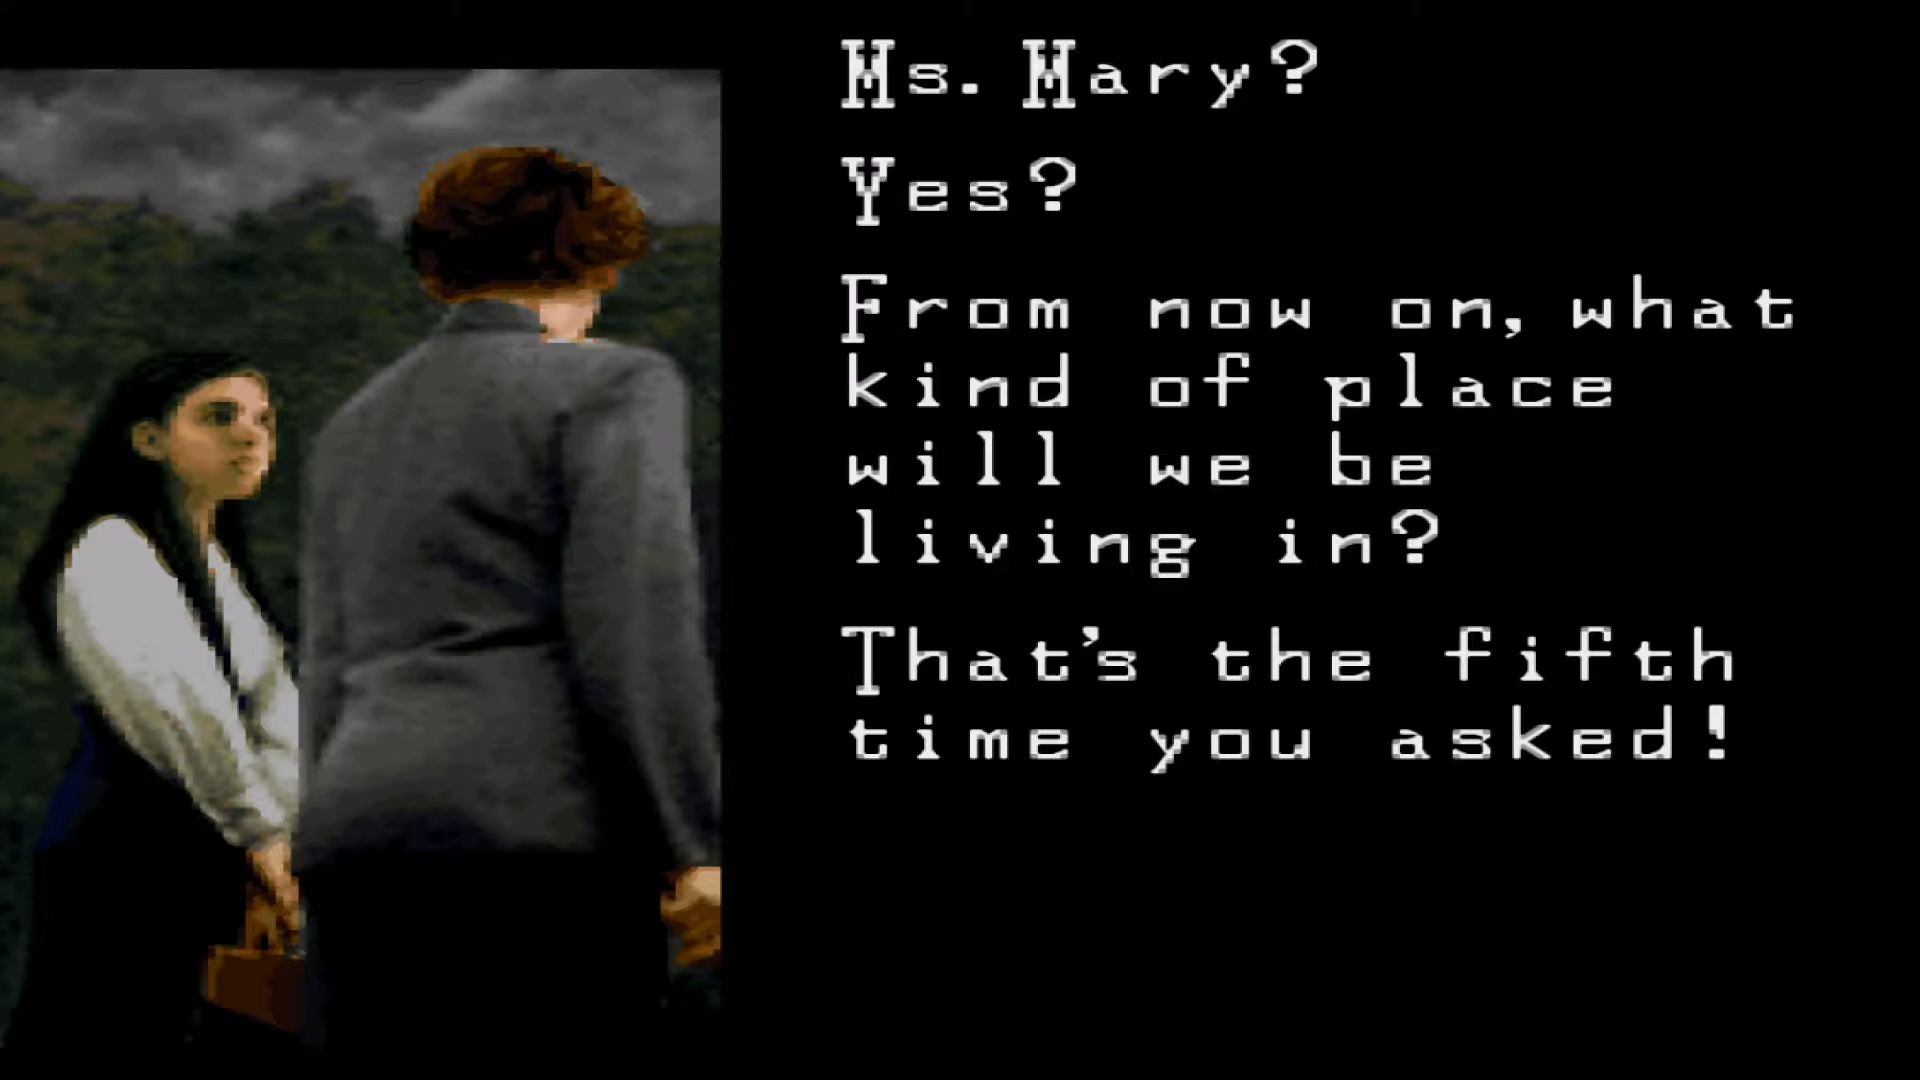 Ms. Mary?
Yes?
From now on, what
kind of place
will we be
living in?
That's the fifth
time you asked!